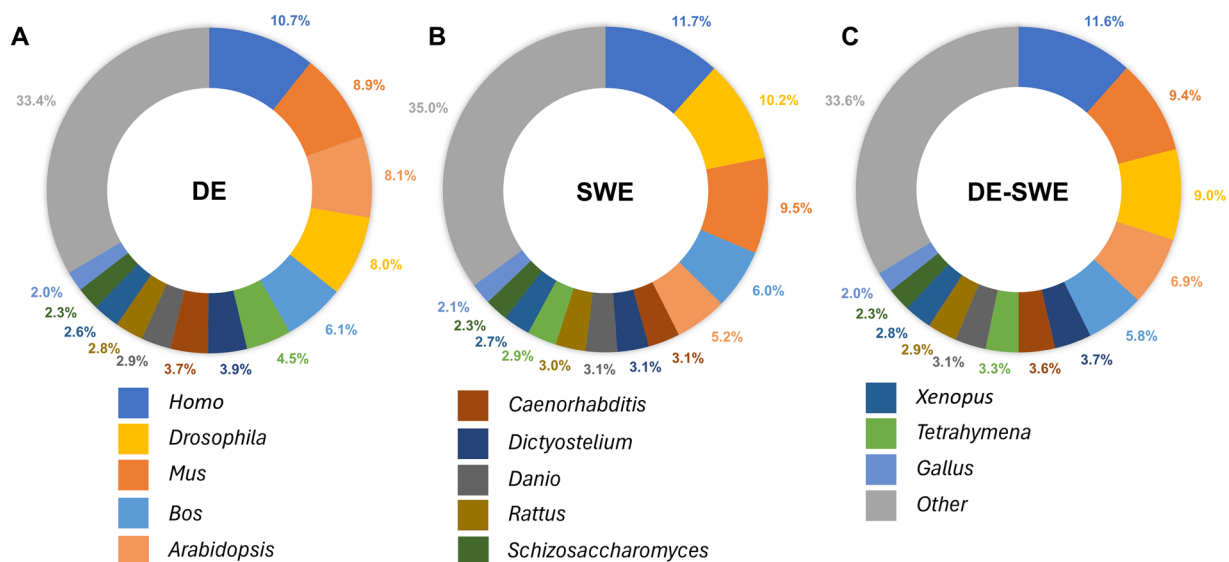 A
10.7%
8.9%
8.1%
8.0%
6.1%
4.5%
3.9%
3.7%
2.9%
2.8%
2.6%
2.3%
2.0%
33.4%
DE
B
11.7%
10.2%
9.5%
6.0%
5.2%
3.1%
3.1%
3.1%
3.0%
2.9%
2.7%
2.3%
2.1%
35.0%
SWE
C
11.6%
9.4%
9.0%
6.9%
5.8%
3.7%
3.6%
3.3%
3.1%
2.9%
2.8%
2.3%
2.0%
33.6%
DE-SWE
Homo
Drosophila
Mus
Bos
Arabidopsis
Caenorhabditis
Dictyostelium
Danio
Rattus
Schizosaccharomyces
Xenopus
Tetrahymena
Gallus
Other